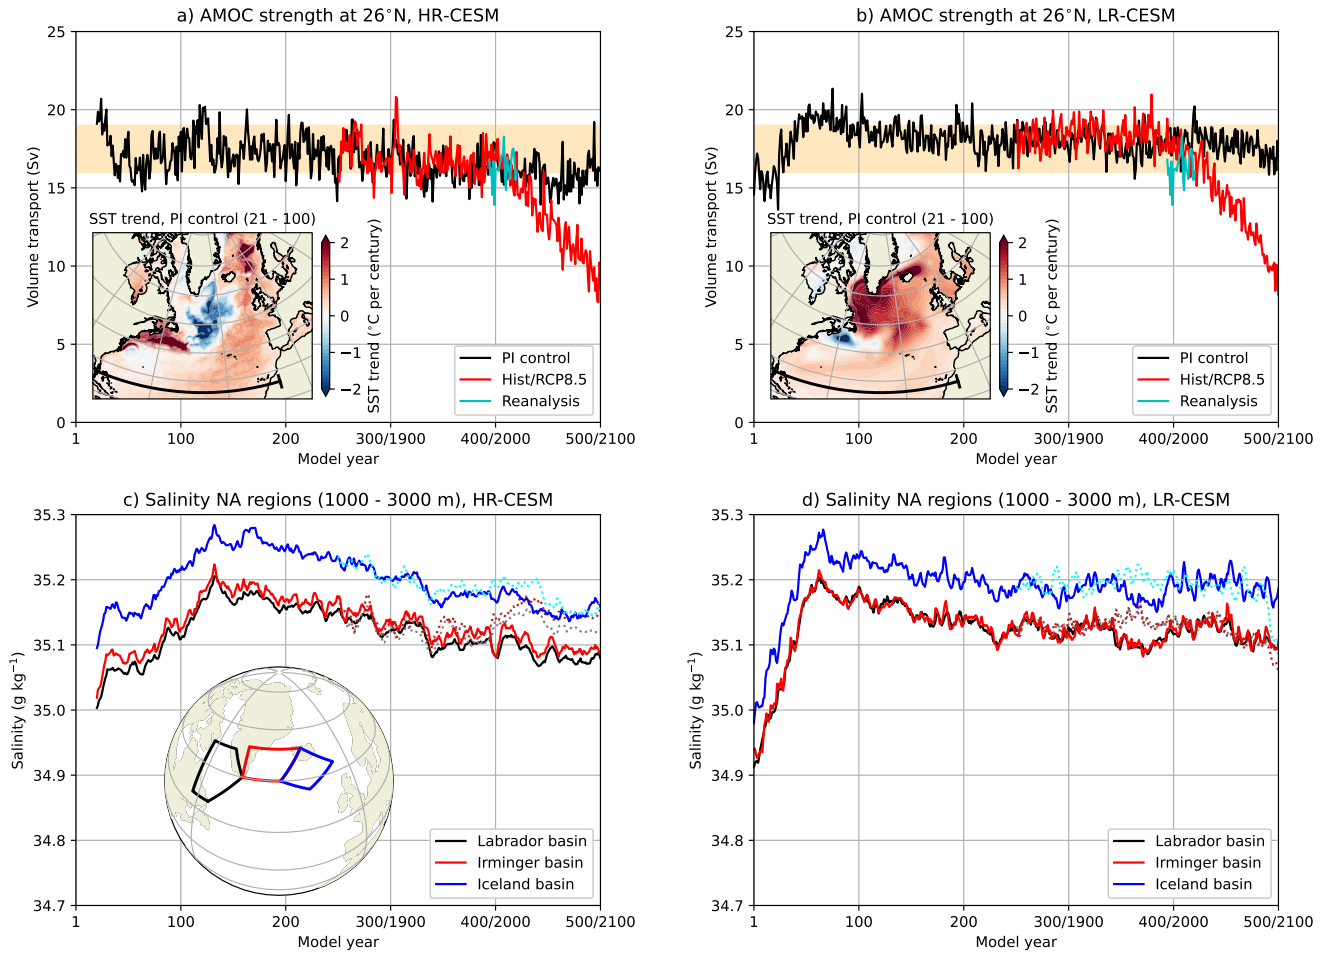 a) AMOC strength at 26°N, HR-CESM
25
20
15
10
5
0
Volume transport (Sv)
SST trend, PI control (21 - 100)
2
1
0
−1
−2
SST trend (°C per century)
PI control
Hist/RCP8.5
Reanalysis
1
100
200
300/1900
400/2000
500/2100
Model year
b) AMOC strength at 26°N, LR-CESM
25
20
15
10
5
0
Volume transport (Sv)
SST trend, PI control (21 - 100)
2
1
0
−1
−2
SST trend (°C per century)
PI control
Hist/RCP8.5
Reanalysis
1
100
200
300/1900
400/2000
500/2100
Model year
c) Salinity NA regions (1000 - 3000 m), HR-CESM
35.3
35.2
35.1
35.0
34.9
34.8
34.7
Salinity (g kg⁻¹)
Labrador basin
Irminger basin
Iceland basin
1
100
200
300/1900
400/2000
500/2100
Model year
d) Salinity NA regions (1000 - 3000 m), LR-CESM
35.3
35.2
35.1
35.0
34.9
34.8
34.7
Salinity (g kg⁻¹)
Labrador basin
Irminger basin
Iceland basin
1
100
200
300/1900
400/2000
500/2100
Model year